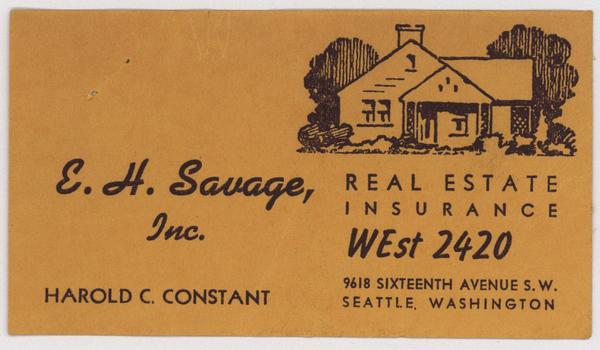 E. H. Savage,
Inc.
HAROLD C. CONSTANT
REAL ESTATE
INSURANCE
WEst 2420
9618 SIXTEENTH AVENUE S.W.
SEATTLE, WASHINGTON